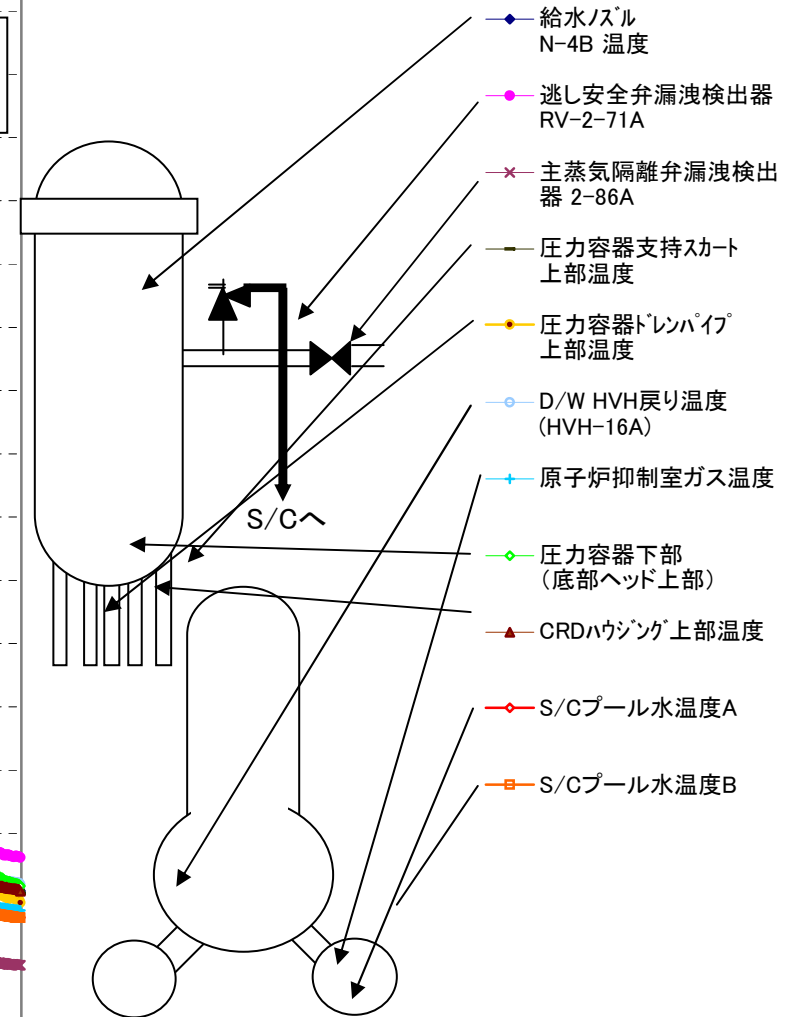 給水ﾉｽﾞﾙ
N-4B 温度
逃し安全弁漏洩検出器
RV-2-71A
主蒸気隔離弁漏洩検出
器 2-86A
圧力容器支持ｽｶｰﾄ
上部温度
圧力容器ﾄﾞﾚﾝﾊﾟｲﾌﾟ
上部温度
D/W HVH戻り温度
(HVH-16A)
原子炉抑制室ガス温度
S/Cへ
圧力容器下部
（底部ヘッド上部）
CRDﾊｳｼﾞﾝｸﾞ上部温度
S/Cプール水温度A
S/Cプール水温度B